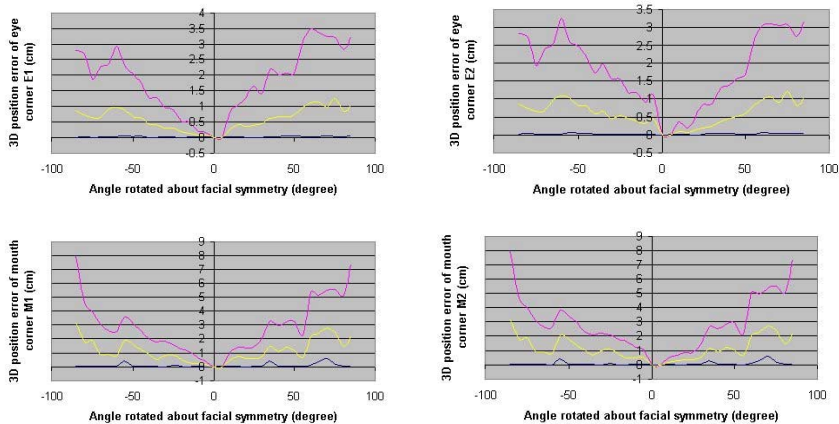 3D position error of eye
corner E1 (cm)
4
3.5
3
2.5
2
1.5
1
0.5
0
0.5
-100 -50 0 50 100
Angle rotated about facial symmetry (degree)
3D position error of eye
corner E2 (cm)
3.5
3
2.5
2
1.5
1
0.5
0
0.5
-100 -50 0 50 100
Angle rotated about facial symmetry (degree)
3D position error of mouth
corner M1 (cm)
9
8
7
6
5
4
3
2
1
0
-1
-100 -50 0 50 100
Angle rotated about facial symmetry (degree)
3D position error of mouth
corner M2 (cm)
9
8
7
6
5
4
3
2
1
0
-1
-100 -50 0 50 100
Angle rotated about facial symmetry (degree)